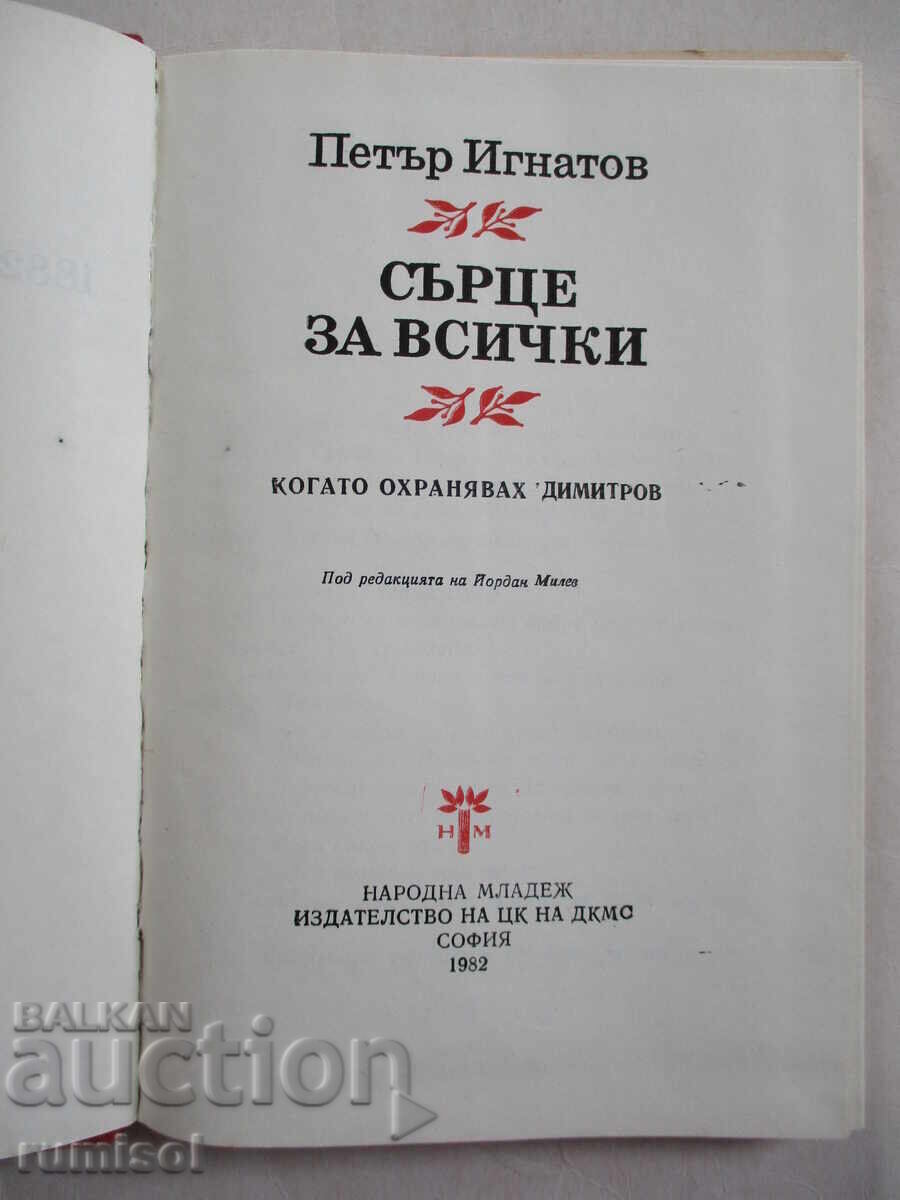 Петър Игнатов
СЪРЦЕ
ЗА ВСИЧКИ
КОГАТО ОХРАНЯВАХ ДИМИТРОВ
Под редакцията на Йордан Милев
Н М
НАРОДНА МЛАДЕЖ
ИЗДАТЕЛСТВО НА ЦК НА ДКМС
СОФИЯ
1982
BALKAN
auction
rumisol